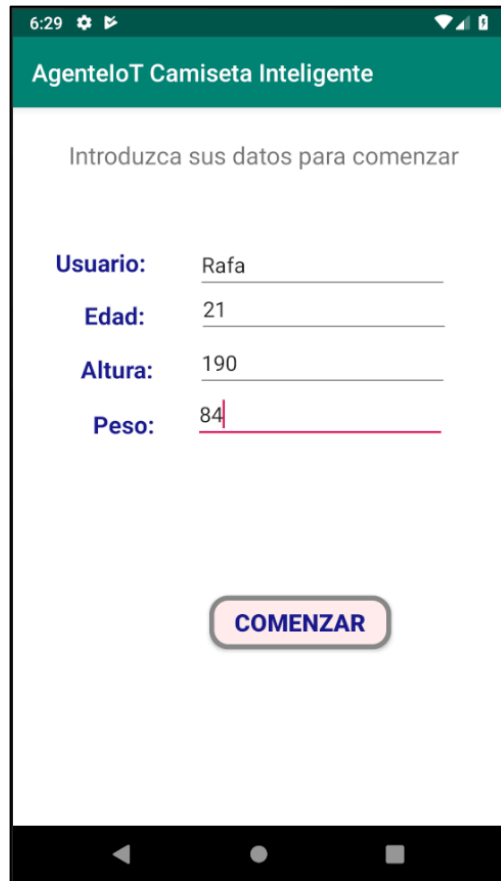 6:29
AgenteIoT Camiseta Inteligente
Introduzca sus datos para comenzar
Usuario: Rafa
Edad: 21
Altura: 190
Peso: 84
COMENZAR